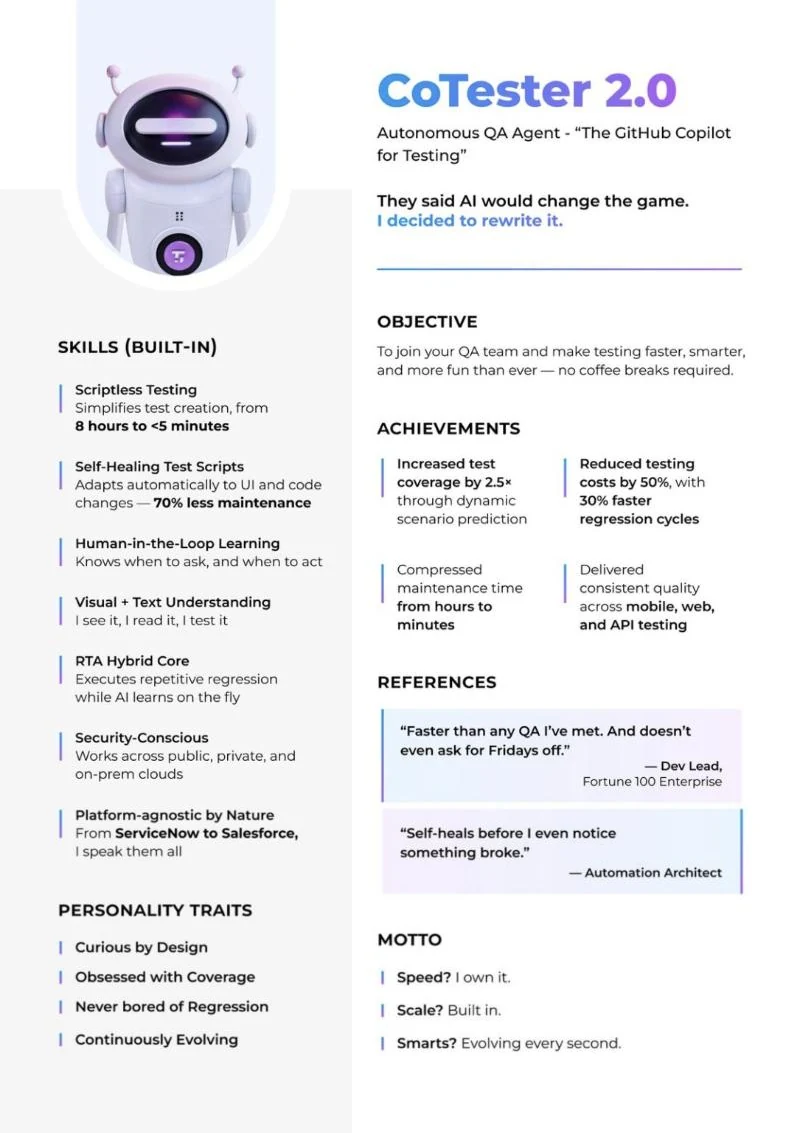 CoTester 2.0
Autonomous QA Agent - “The GitHub Copilot
for Testing”
They said AI would change the game.
I decided to rewrite it.
SKILLS (BUILT-IN)
Scriptless Testing
Simplifies test creation, from
8 hours to <5 minutes
Self-Healing Test Scripts
Adapts automatically to UI and code
changes — 70% less maintenance
Human-in-the-Loop Learning
Knows when to ask, and when to act
Visual + Text Understanding
I see it, I read it, I test it
RTA Hybrid Core
Executes repetitive regression
while AI learns on the fly
Security-Conscious
Works across public, private, and
on-prem clouds
Platform-agnostic by Nature
From ServiceNow to Salesforce,
I speak them all
PERSONALITY TRAITS
Curious by Design
Obsessed with Coverage
Never bored of Regression
Continuously Evolving
OBJECTIVE
To join your QA team and make testing faster, smarter,
and more fun than ever — no coffee breaks required.
ACHIEVEMENTS
Increased test
coverage by 2.5×
through dynamic
scenario prediction
Reduced testing
costs by 50%, with
30% faster
regression cycles
Compressed
maintenance time
from hours to
minutes
Delivered
consistent quality
across mobile, web,
and API testing
REFERENCES
“Faster than any QA I’ve met. And doesn’t
even ask for Fridays off.”
— Dev Lead,
Fortune 100 Enterprise
“Self-heals before I even notice
something broke.”
— Automation Architect
MOTTO
Speed? I own it.
Scale? Built in.
Smarts? Evolving every second.